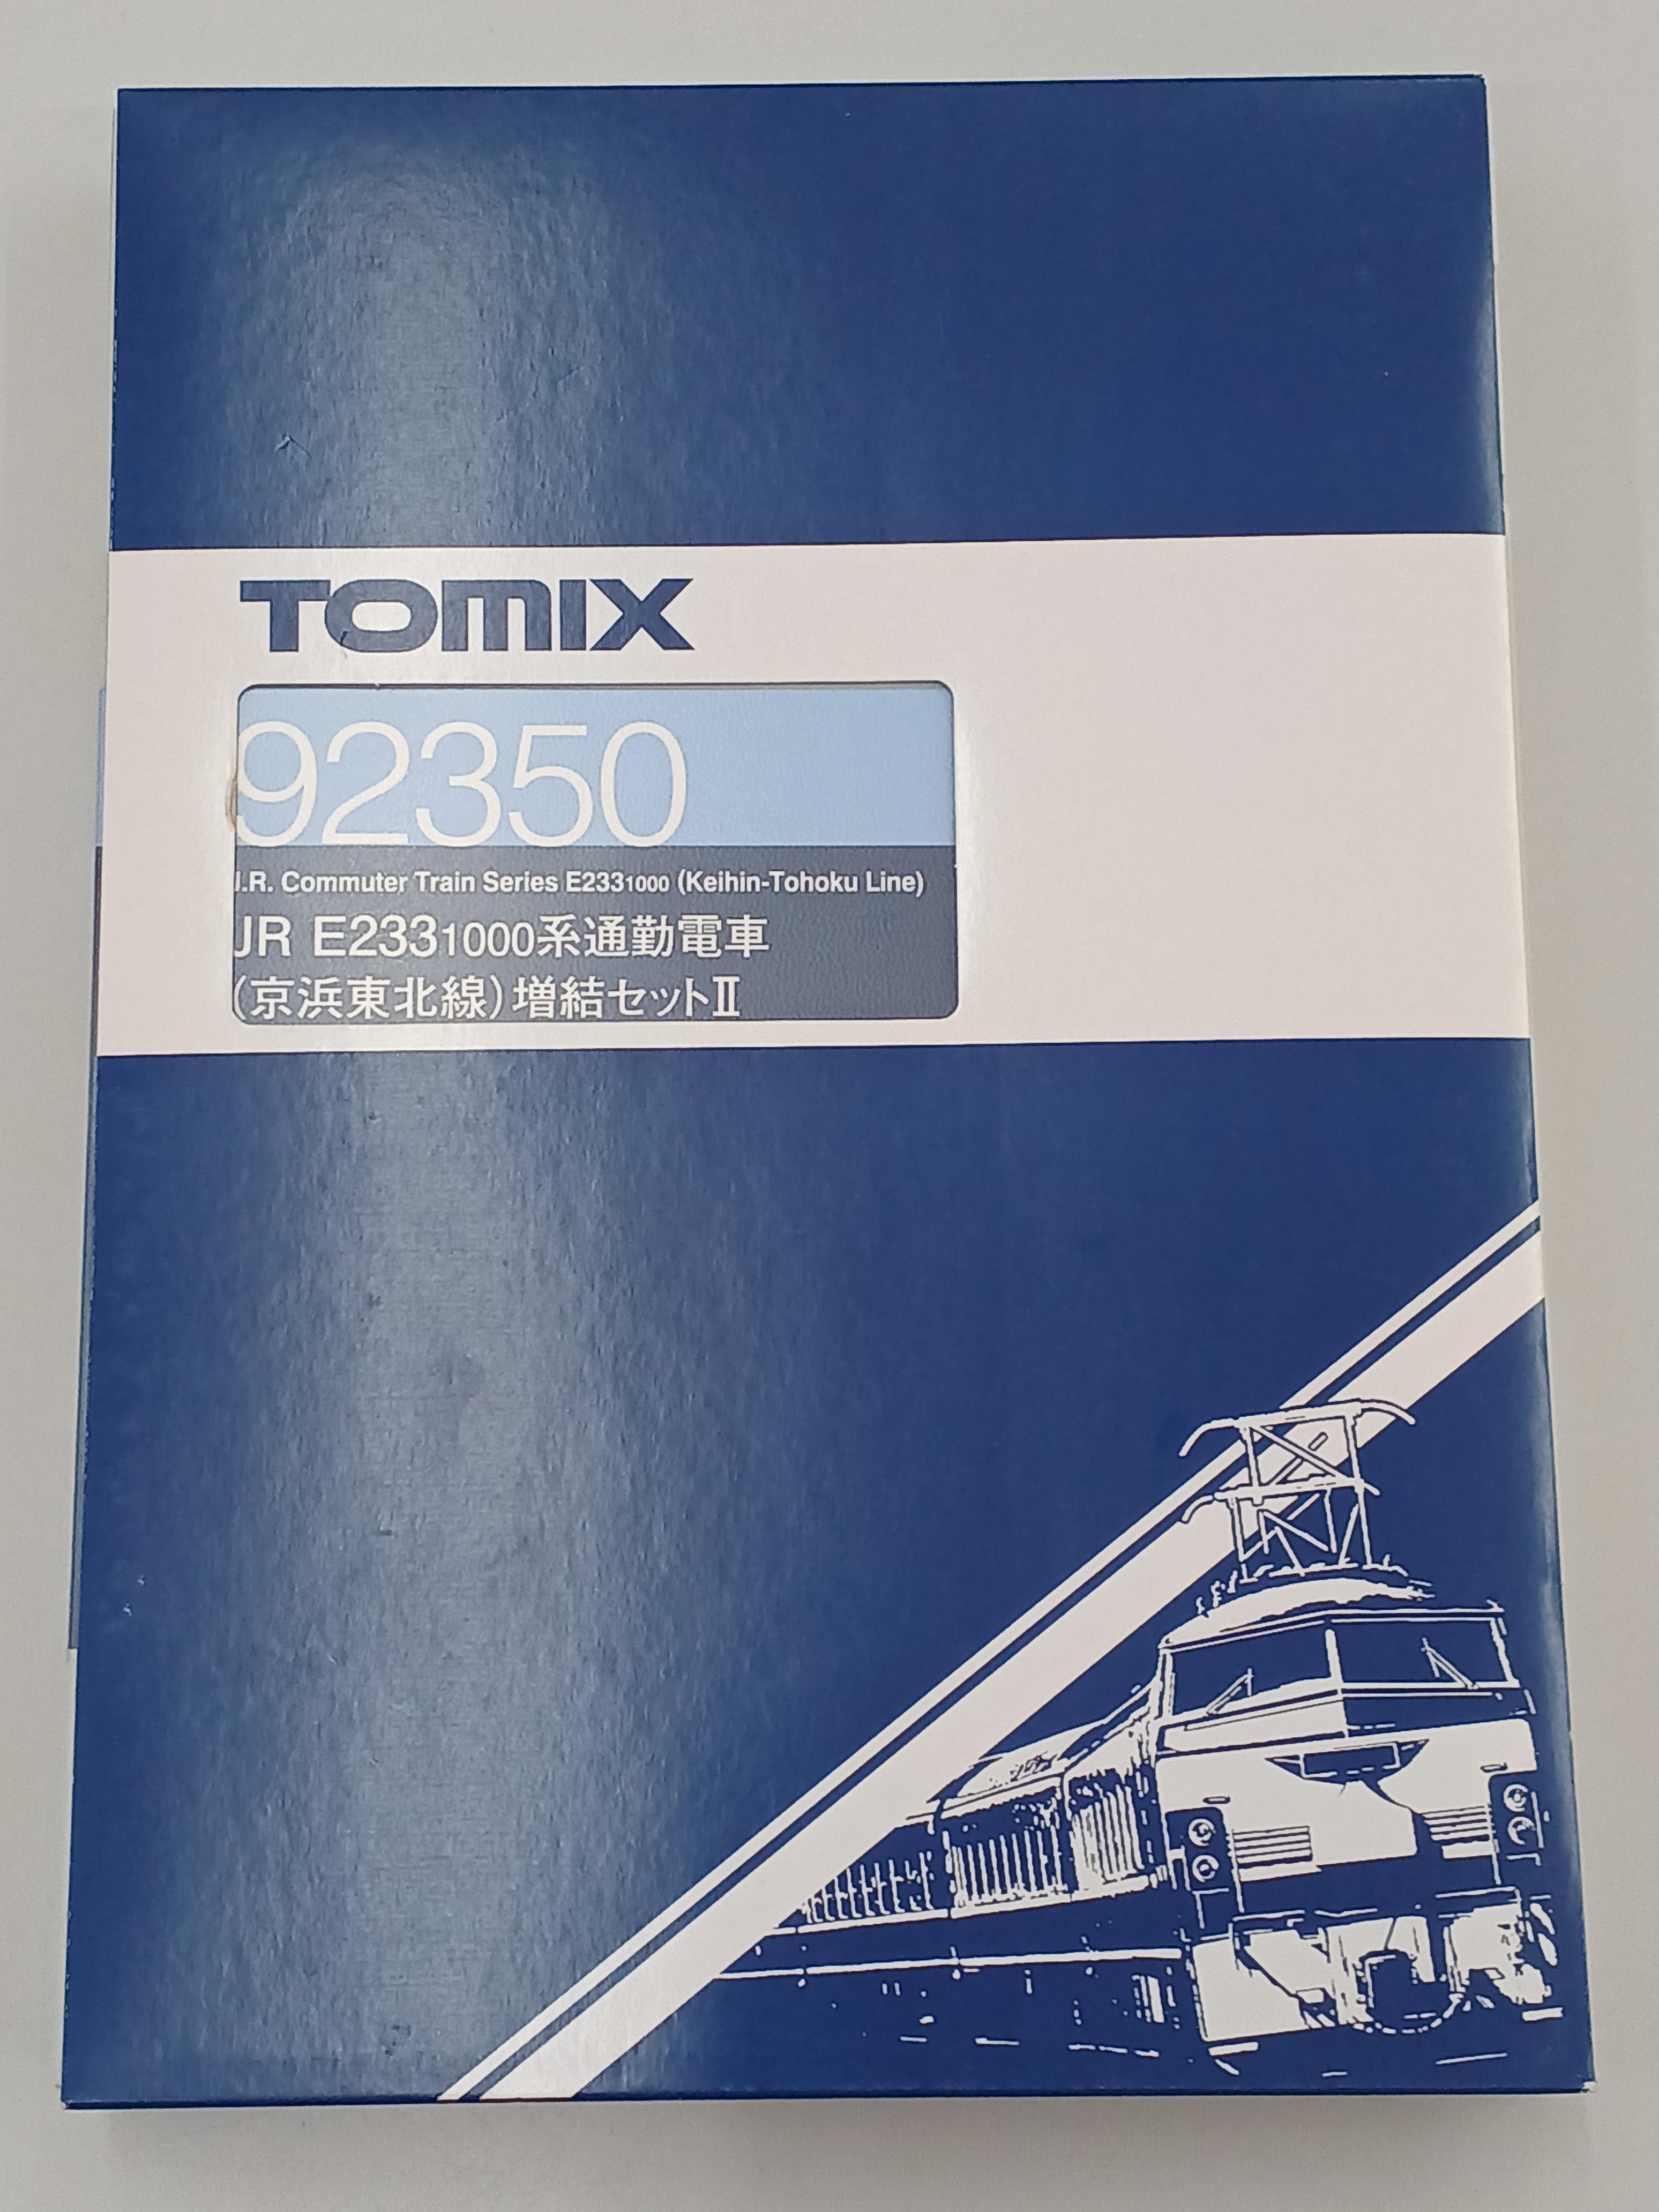 TOMIX
92350
J.R. Commuter Train Series E2331000 (Keihin-Tohoku Line)
JR E2331000系通勤電車
(京浜東北線)増結セットⅡ